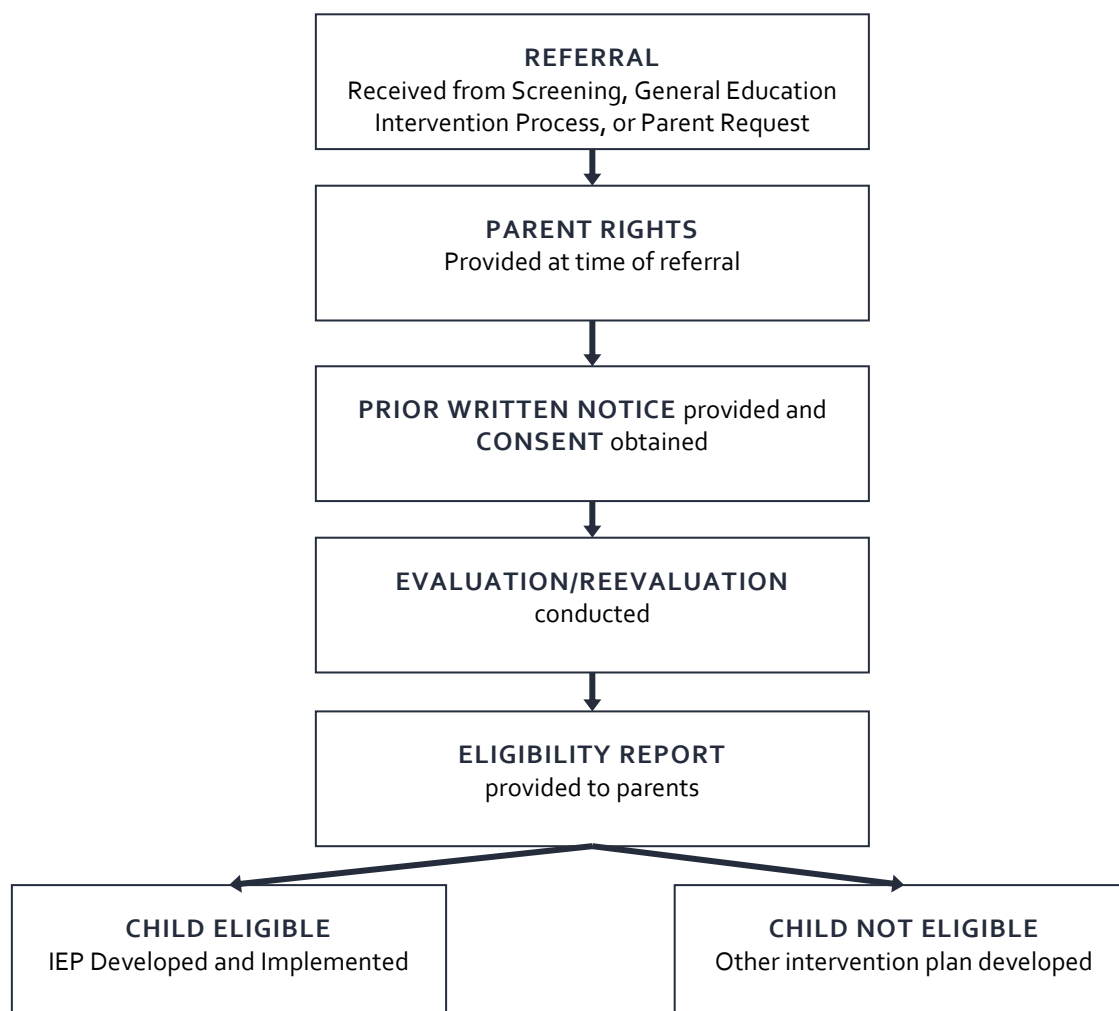 REFERRAL
Received from Screening, General Education
Intervention Process, or Parent Request
PARENT RIGHTS
Provided at time of referral
PRIOR WRITTEN NOTICE provided and
CONSENT obtained
EVALUATION/REEVALUATION
conducted
ELIGIBILITY REPORT
provided to parents
CHILD ELIGIBLE
IEP Developed and Implemented
CHILD NOT ELIGIBLE
Other intervention plan developed